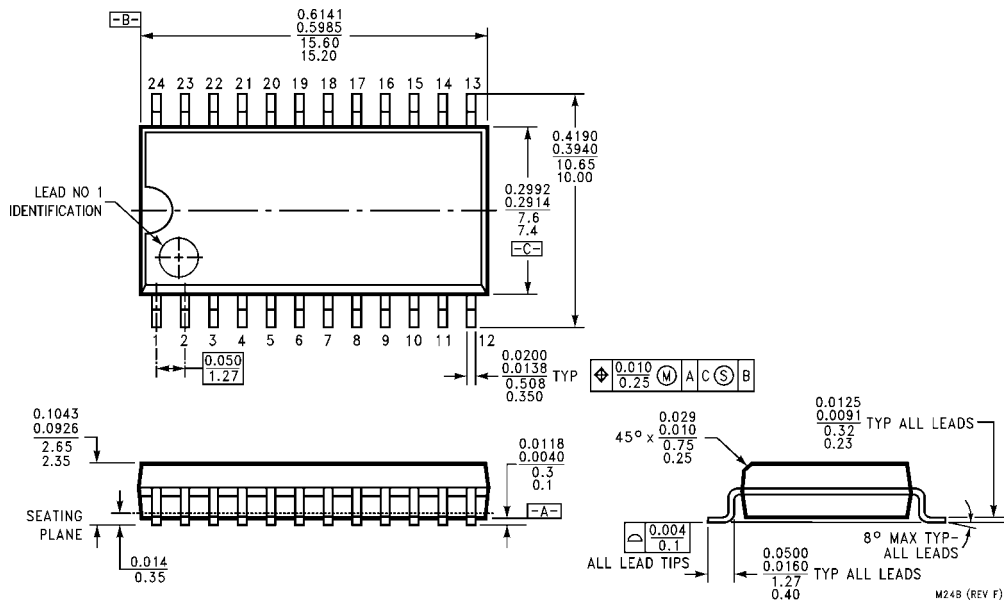 -B-
0.6141
0.5985
15.60
15.20
24 23 22 21 20 19 18 17 16 15 14 13
0.4190
0.3940
10.65
10.00
LEAD NO 1
IDENTIFICATION
0.2992
0.2914
7.6
7.4
-C-
1 2 3 4 5 6 7 8 9 10 11 12
0.050
1.27
0.0200
0.0138
0.508
0.350
TYP
0.010
0.25
M A C S B
0.1043
0.0926
2.65
2.35
0.0118
0.0040
0.3
0.1
-A-
SEATING
PLANE
0.014
0.35
45° x
0.029
0.010
0.75
0.25
0.0125
0.0091
0.32
0.23
TYP ALL LEADS
0.004
0.1
ALL LEAD TIPS
8° MAX TYP-
ALL LEADS
0.0500
0.0160
1.27
0.40
TYP ALL LEADS
M24B (REV F)